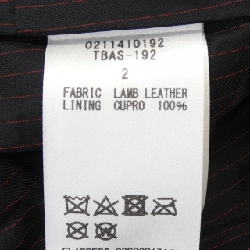 0211410192
TBAS-192
2
FABRIC LAMB LEATHER
LINING CUPRO 100%